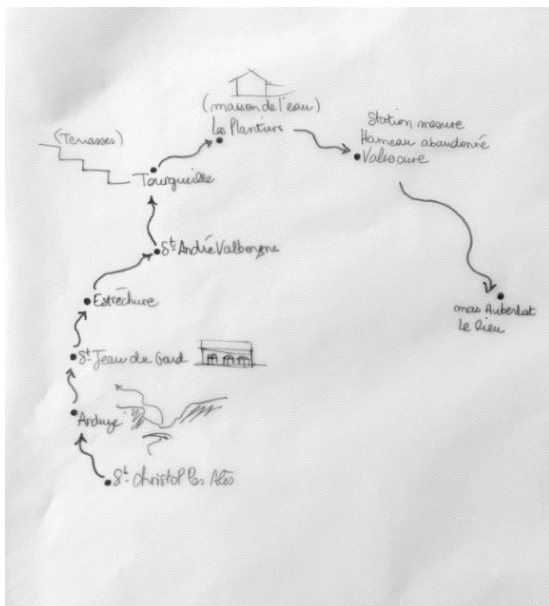 (maison de l'eau)
Les Plantiers
Station mesure
Hameau abandonné
Valescure
(Terrasses)
Tourgueille
St André Valborgne
Estréchure
mas Auberlat
le Rieu
St Jean du Gard
Anduze
St Christol les Alès